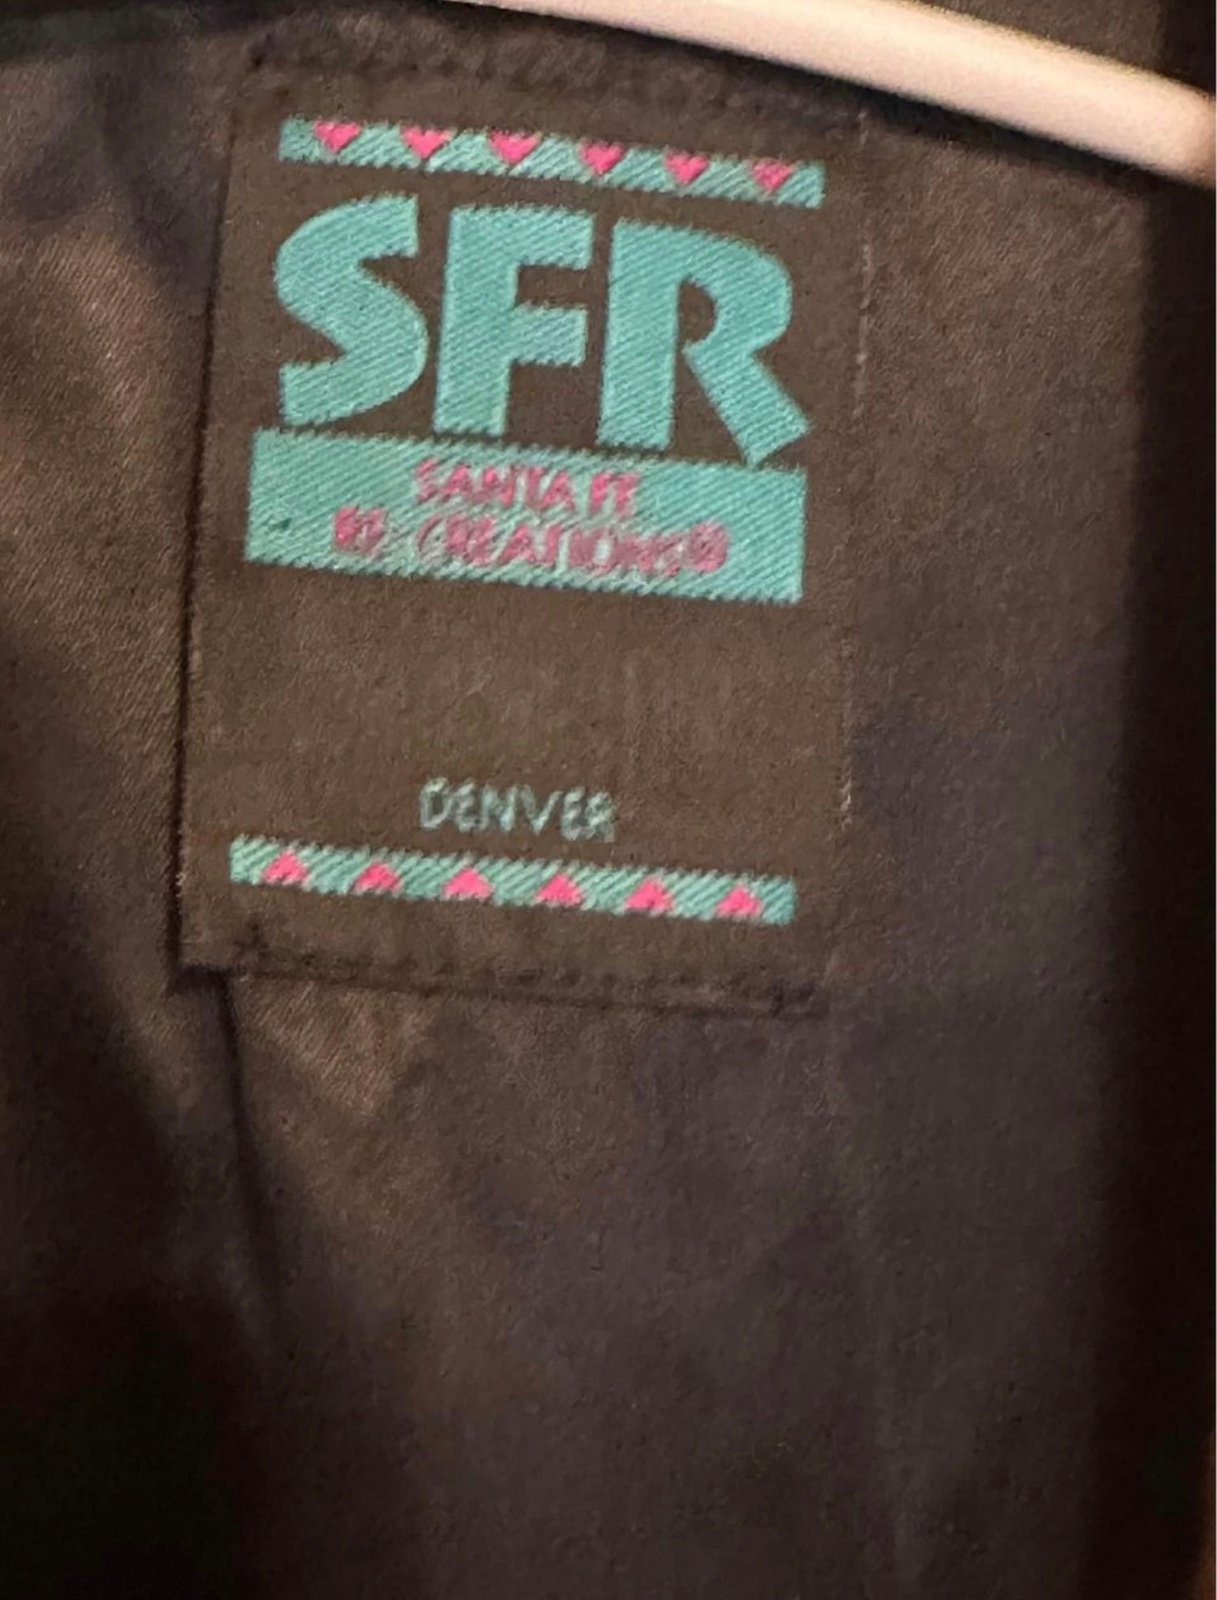 SFR
SANTA FE
RE-CREATIONS®
DENVER